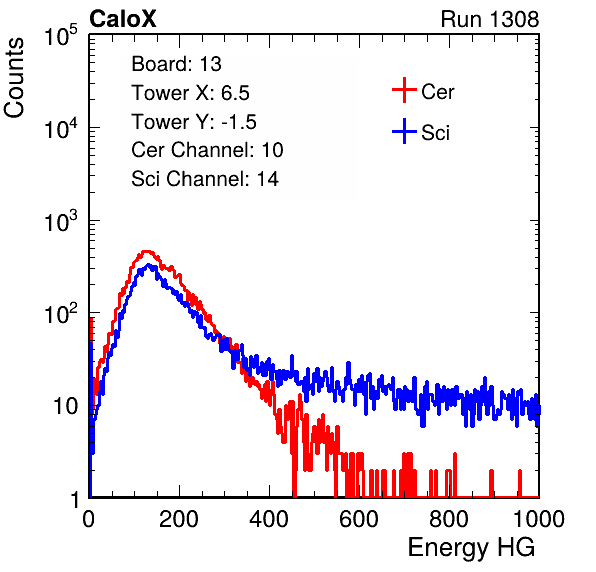 CaloX Run 1308
Counts
10^5
10^4
10^3
10^2
10
1
Board: 13
Tower X: 6.5
Tower Y: -1.5
Cer Channel: 10
Sci Channel: 14
Cer
Sci
0 200 400 600 800 1000
Energy HG